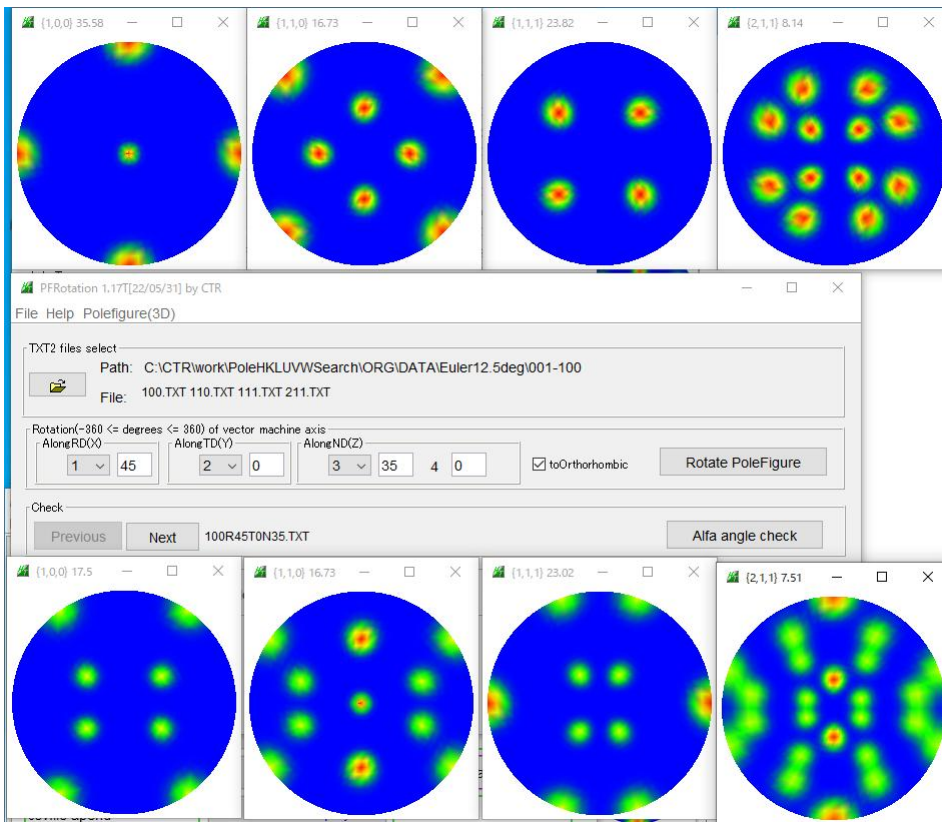 {1,0,0} 35.58
{1,1,0} 16.73
{1,1,1} 23.82
{2,1,1} 8.14
PFRotation 1.17T[22/05/31] by CTR
File Help Polefigure(3D)
TXT2 files select
Path: C:\CTR\work\PoleHKLUVWSearch\ORG\DATA\Euler12.5deg\001-100
File: 100.TXT 110.TXT 111.TXT 211.TXT
Rotation(-360 <= degrees <= 360) of vector machine axis
AlongRD(X) AlongTD(Y) AlongND(Z)
1 45 2 0 3 35 4 0 toOrthorhombic Rotate PoleFigure
Check
Previous Next 100R45T0N35.TXT Alfa angle check
{1,0,0} 17.5
{1,1,0} 16.73
{1,1,1} 23.02
{2,1,1} 7.51